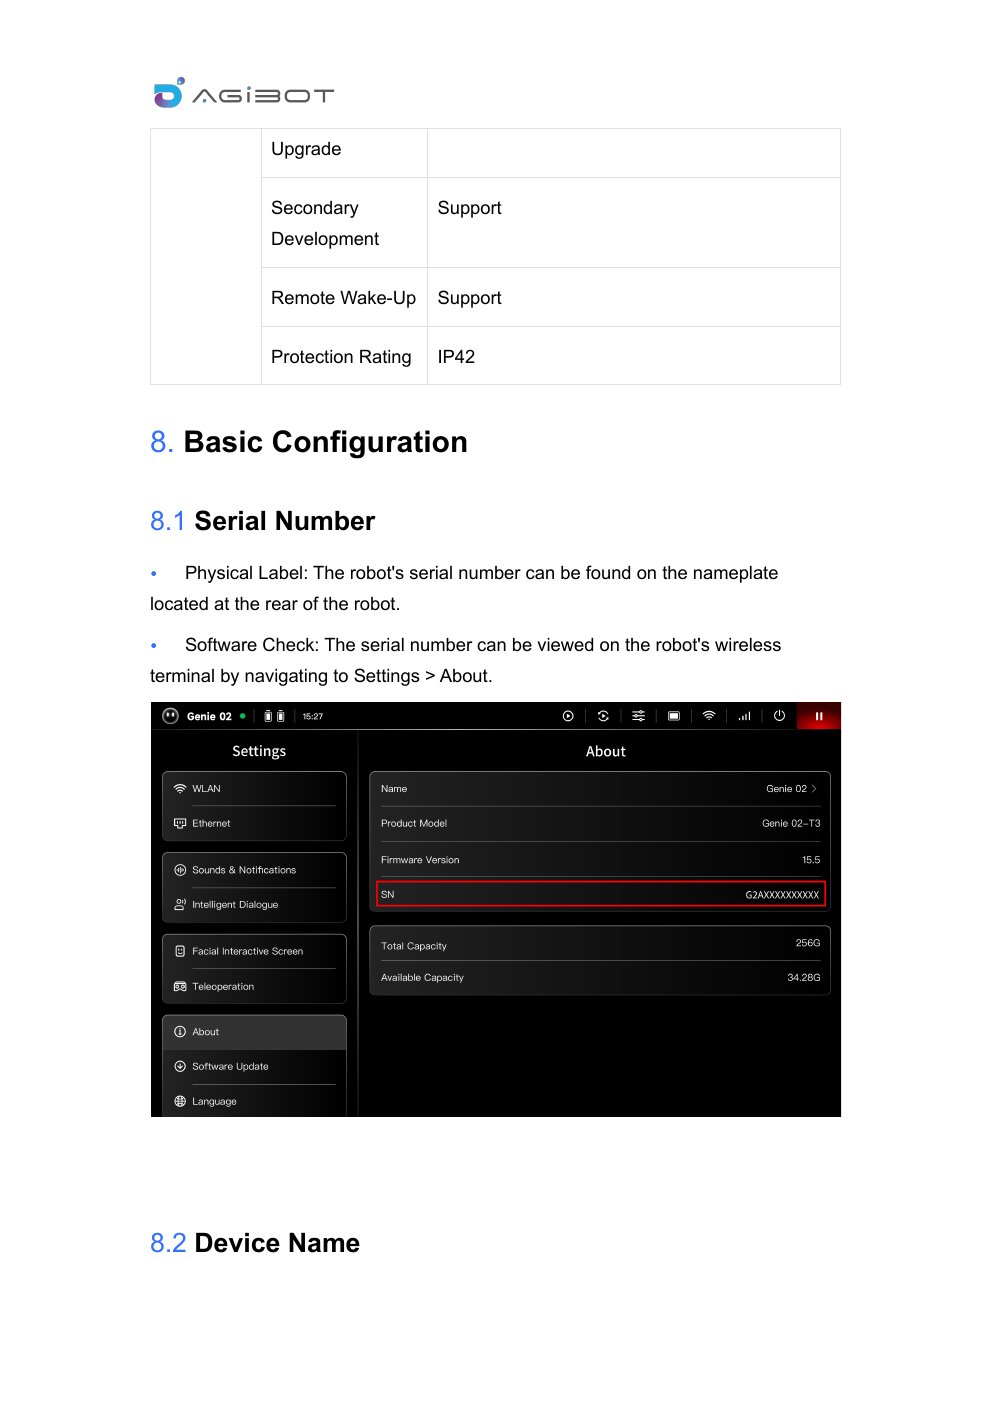 AGIBOT
Upgrade
Secondary Support
Development
Remote Wake-Up Support
Protection Rating IP42
8. Basic Configuration
8.1 Serial Number
• Physical Label: The robot's serial number can be found on the nameplate
located at the rear of the robot.
• Software Check: The serial number can be viewed on the robot's wireless
terminal by navigating to Settings > About.
Genie 02 15:27
Settings
WLAN
Ethernet
Sounds & Notifications
Intelligent Dialogue
Facial Interactive Screen
Teleoperation
About
Software Update
Language
About
Name Genie 02 >
Product Model Genie 02-T3
Firmware Version 15.5
SN G2AXXXXXXXXXX
Total Capacity 256G
Available Capacity 34.28G
8.2 Device Name